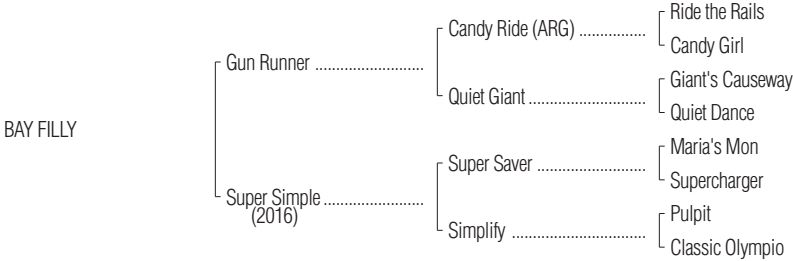 Ride the Rails
Candy Ride (ARG) ...............
Candy Girl
Gun Runner .........................
Giant's Causeway
Quiet Giant ..........................
Quiet Dance
BAY FILLY
Maria's Mon
Super Saver ........................
Supercharger
Super Simple .......................
(2016)
Pulpit
Simplify ..............................
Classic Olympio